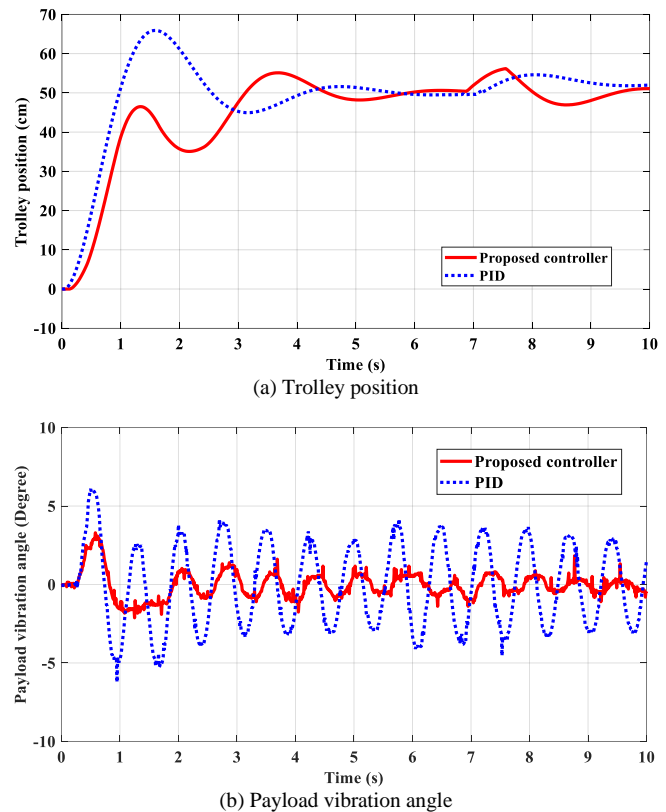 70
60
50
40
30
20
10
0
-10
Trolley position (cm)
Proposed controller
PID
0 1 2 3 4 5 6 7 8 9 10
Time (s)
(a) Trolley position
10
5
0
-5
-10
Payload vibration angle (Degree)
Proposed controller
PID
0 1 2 3 4 5 6 7 8 9 10
Time (s)
(b) Payload vibration angle